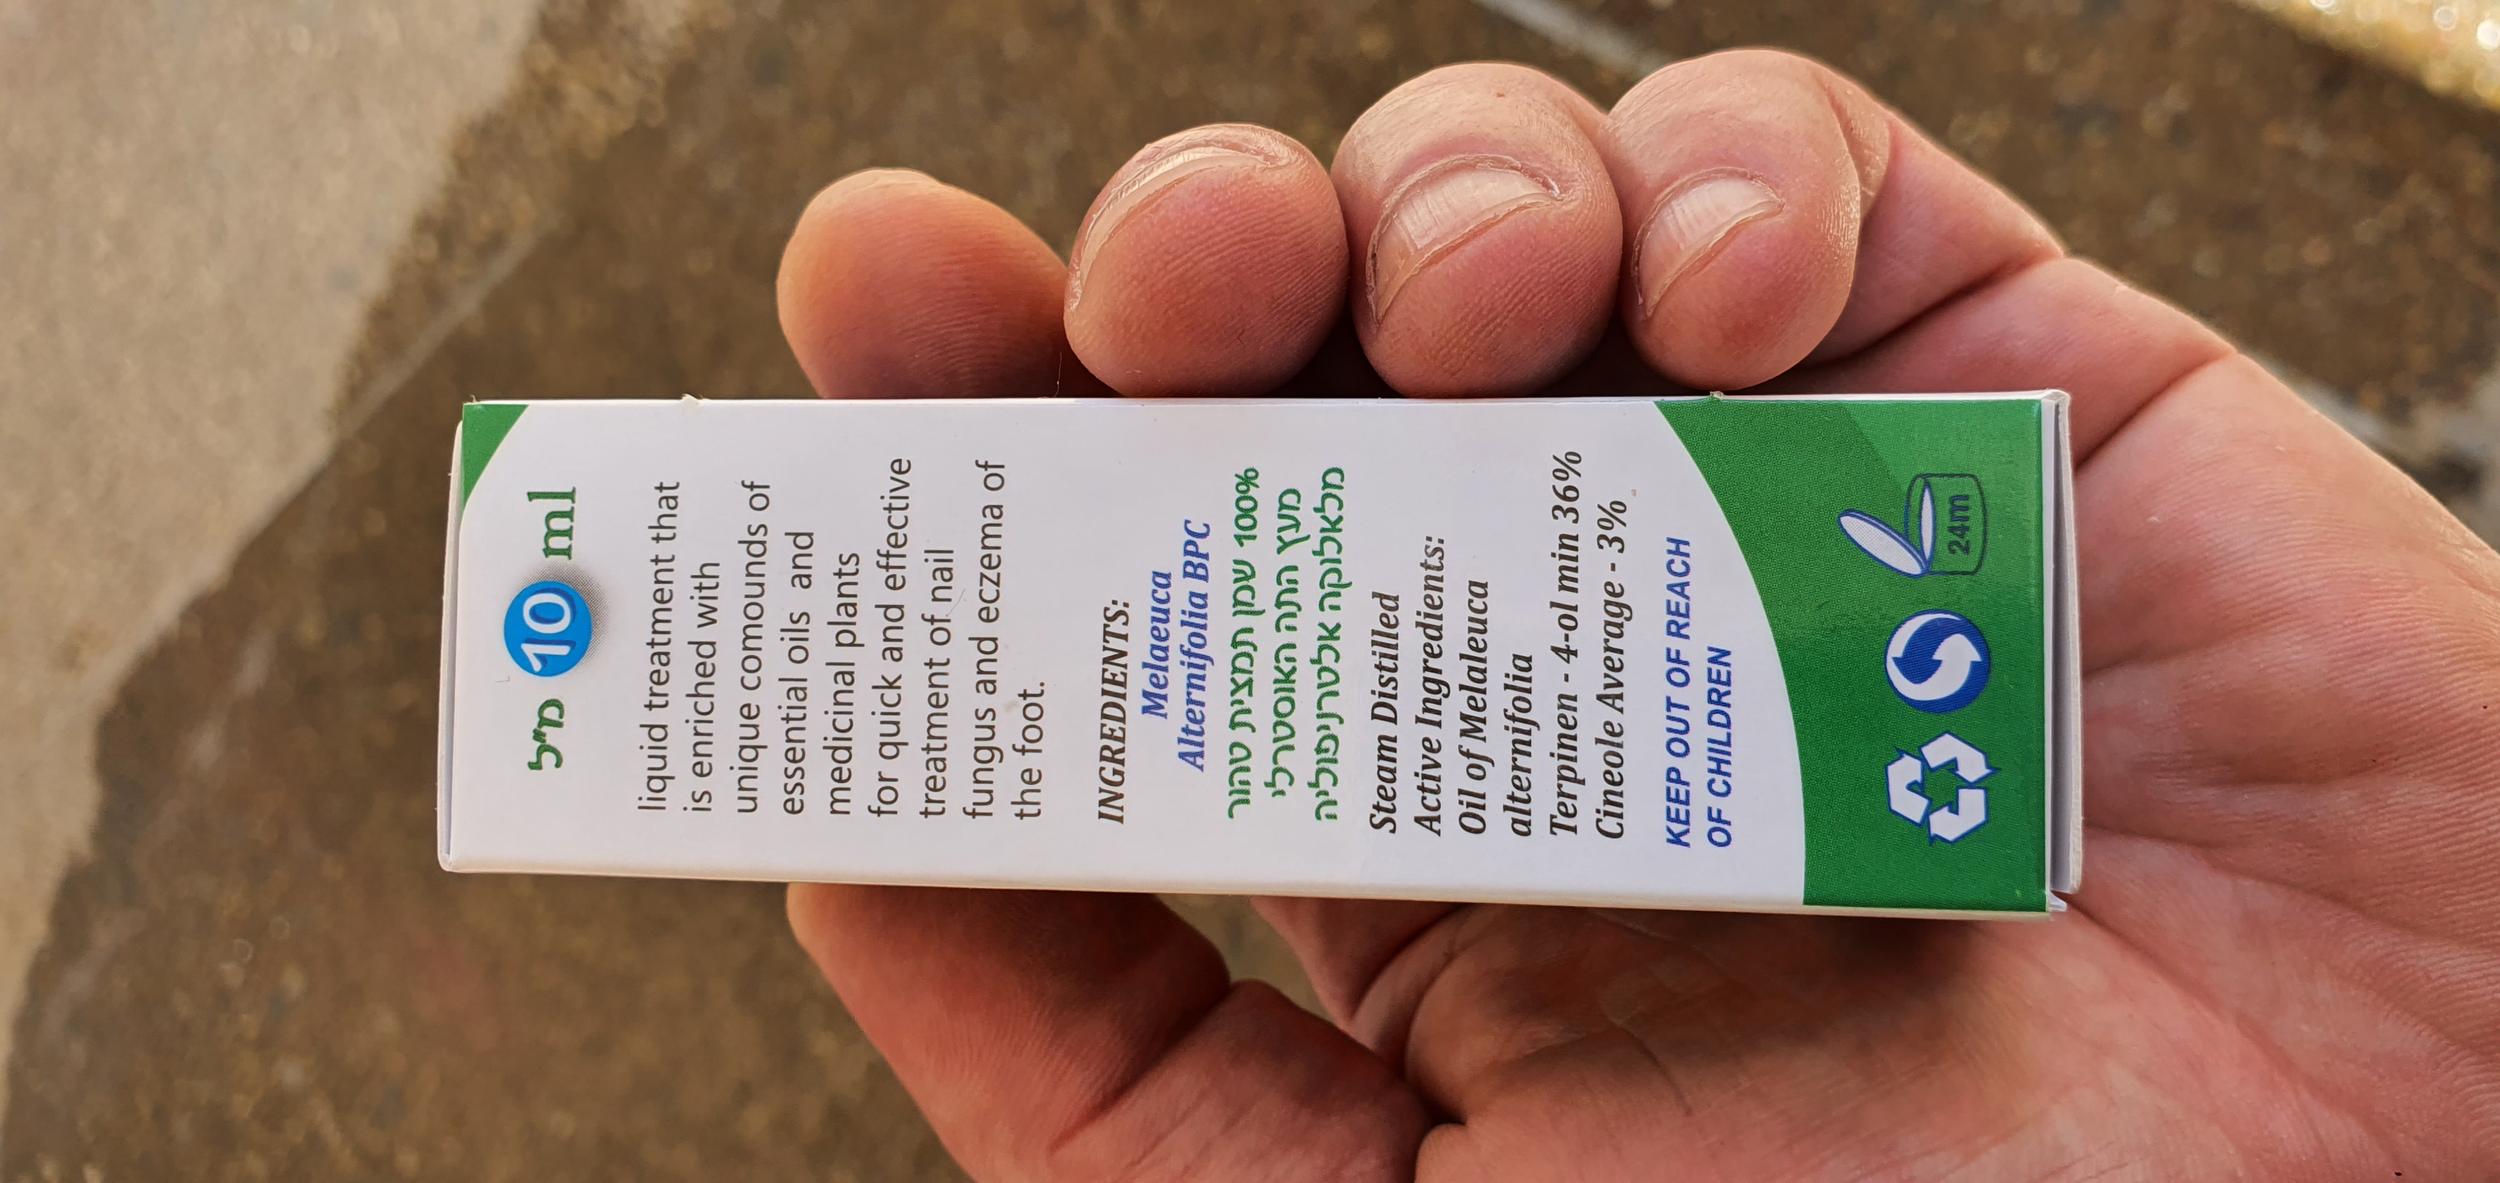 מ"ל 10 ml
liquid treatment that
is enriched with
unique comounds of
essential oils and
medicinal plants
for quick and effective
treatment of nail
fungus and eczema of
the foot.
INGREDIENTS:
Melaeuca
Alternifolia BPC
100% שמן תמצית טהור
מעץ התה האוסטרלי
מלאלוקה אלטרניפוליה
Steam Distilled
Active Ingredients:
Oil of Melaleuca
alternifolia
Terpinen - 4-ol min 36%
Cineole Average - 3%
KEEP OUT OF REACH
OF CHILDREN
24m